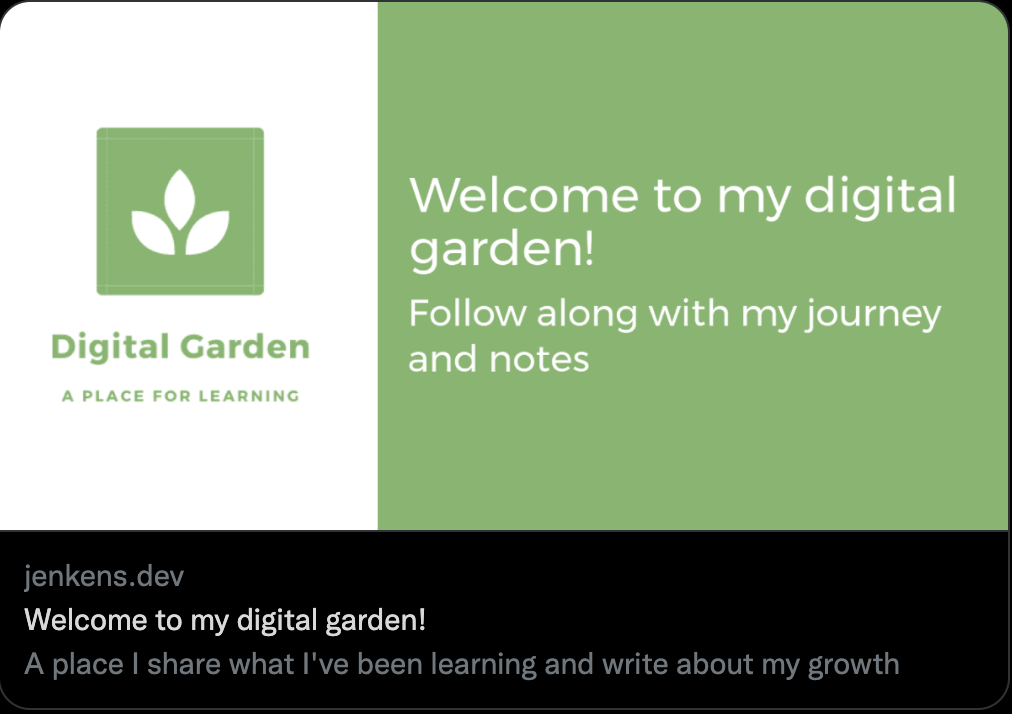 Digital Garden
A PLACE FOR LEARNING
Welcome to my digital
garden!
Follow along with my journey
and notes
jenkens.dev
Welcome to my digital garden!
A place I share what I've been learning and write about my growth